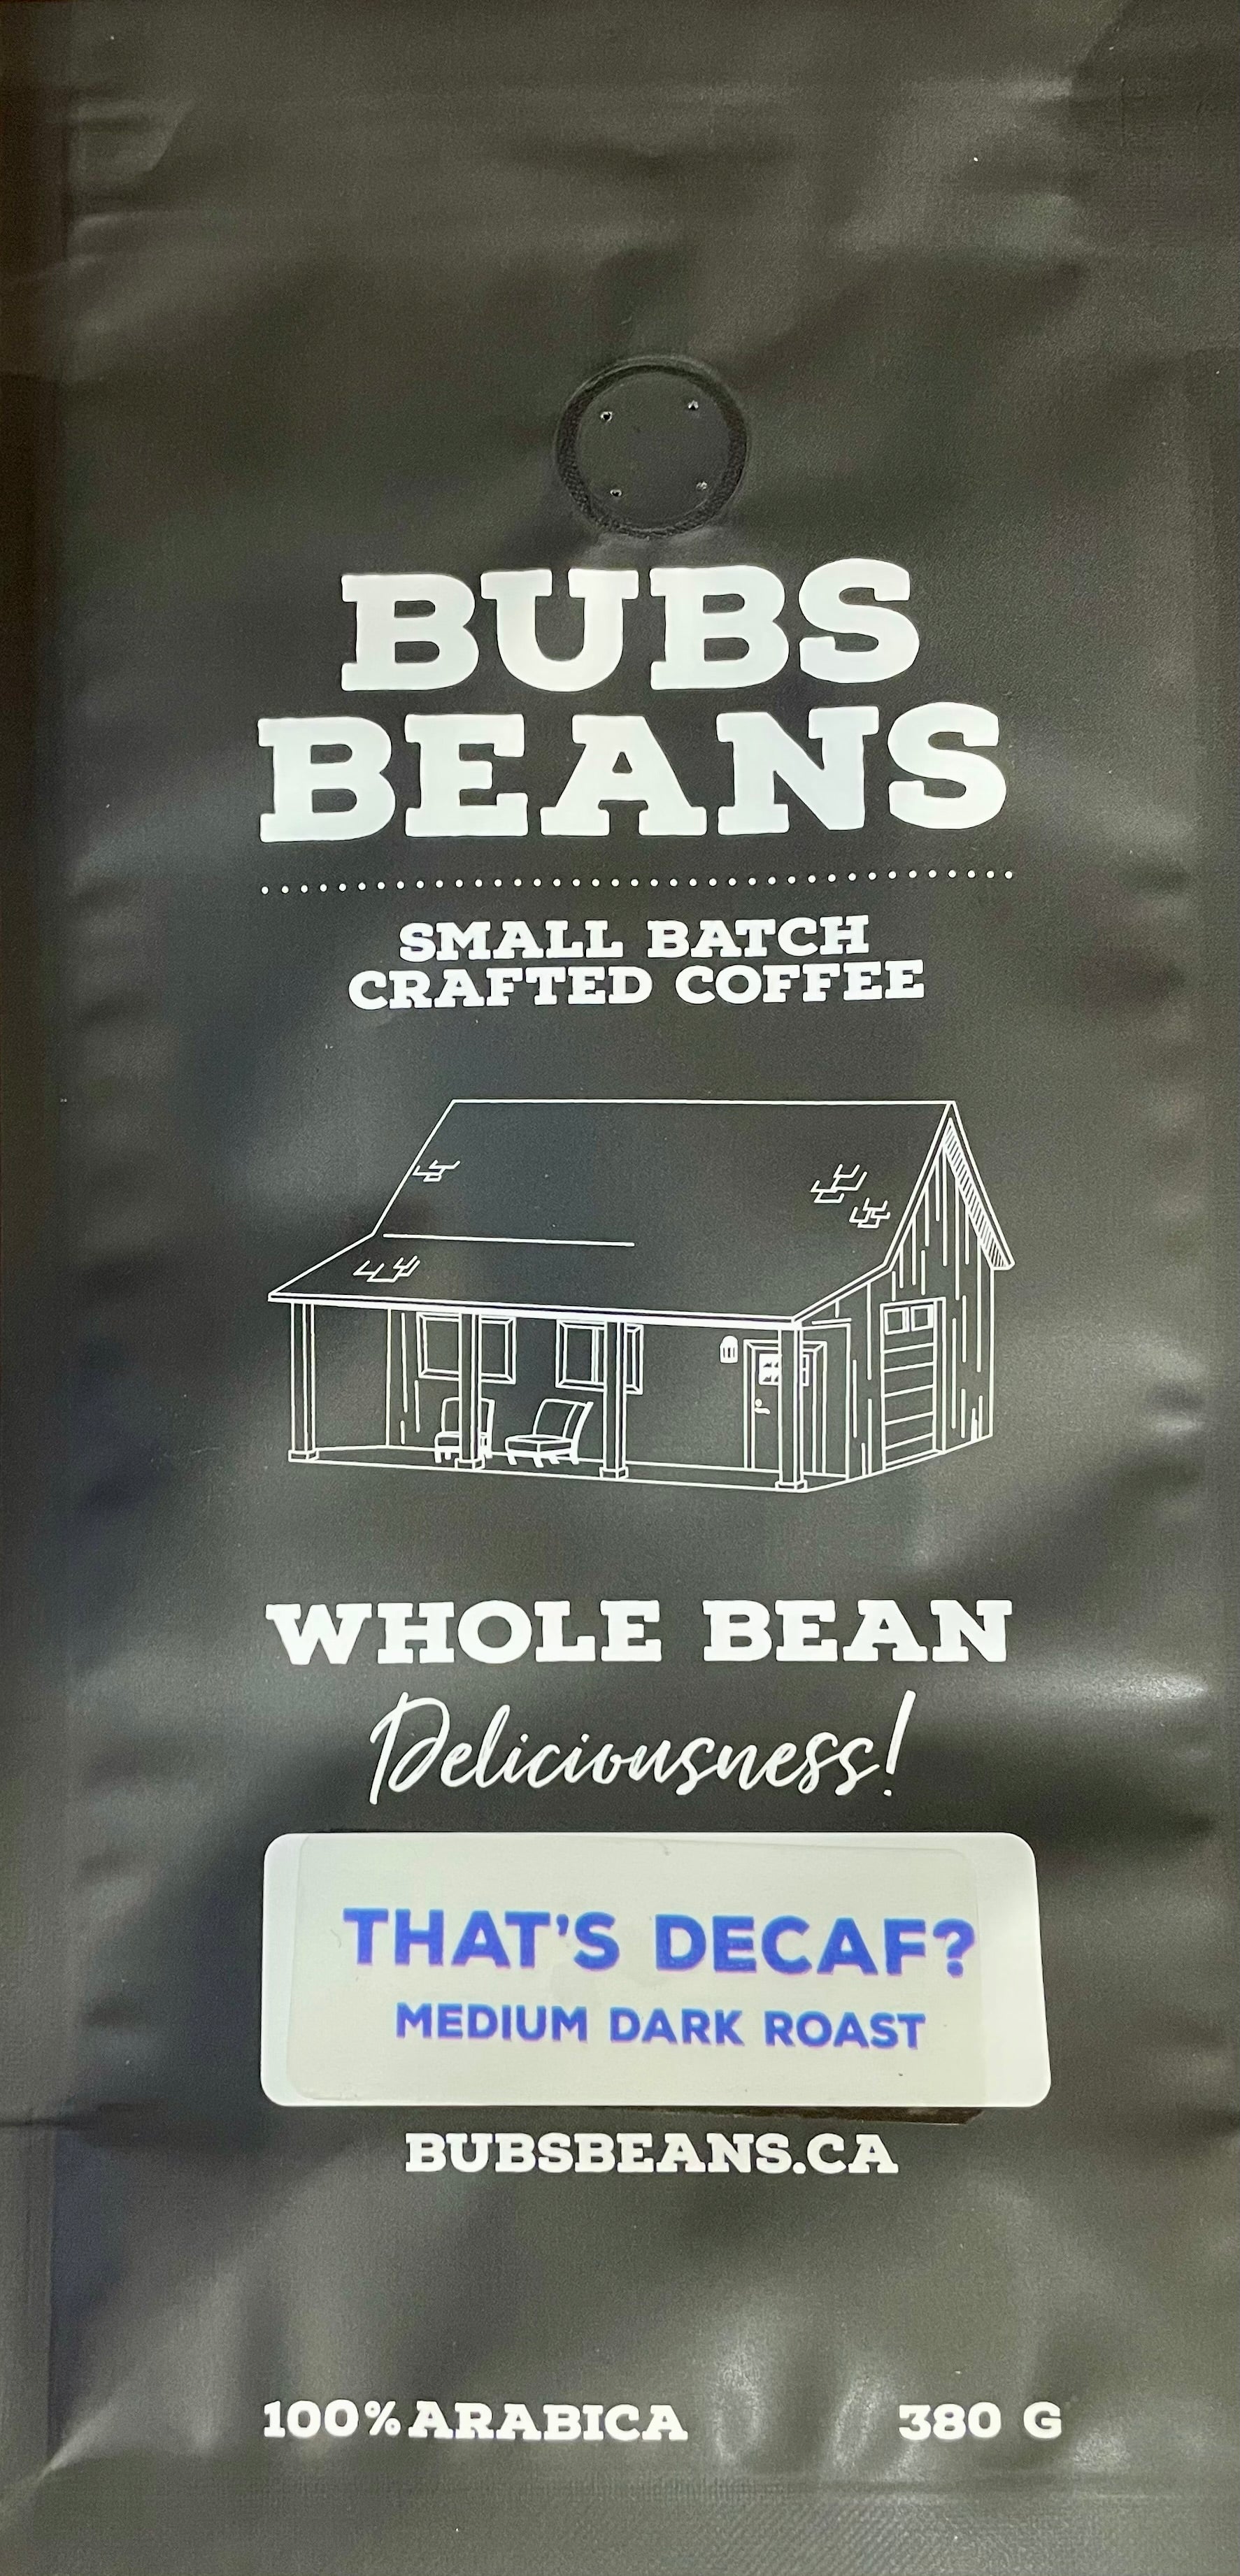 BUBS
BEANS
SMALL BATCH
CRAFTED COFFEE
WHOLE BEAN
Deliciousness!
THAT'S DECAF?
MEDIUM DARK ROAST
BUBSBEANS.CA
100% ARABICA 380 G